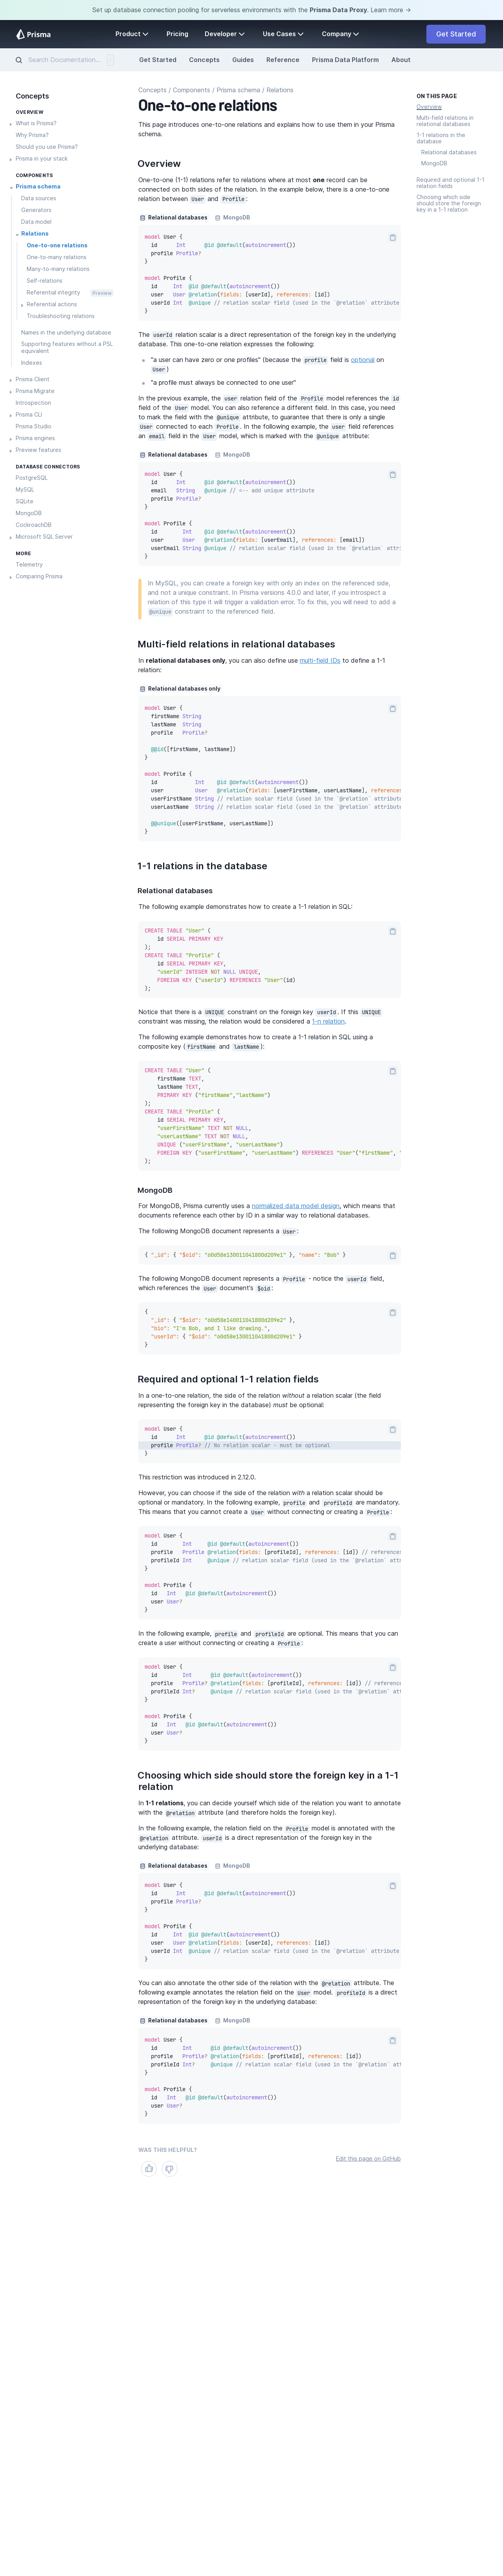 Set up database connection pooling for serverless environments with the Prisma Data Proxy. Learn more →
Prisma
Product
Pricing
Developer
Use Cases
Company
Get Started
Search Documentation...
/
Get Started
Concepts
Guides
Reference
Prisma Data Platform
About
Concepts
OVERVIEW
What is Prisma?
Why Prisma?
Should you use Prisma?
Prisma in your stack
COMPONENTS
Prisma schema
Data sources
Generators
Data model
Relations
One-to-one relations
One-to-many relations
Many-to-many relations
Self-relations
Referential integrity Preview
Referential actions
Troubleshooting relations
Names in the underlying database
Supporting features without a PSL
equivalent
Indexes
Prisma Client
Prisma Migrate
Introspection
Prisma CLI
Prisma Studio
Prisma engines
Preview features
DATABASE CONNECTORS
PostgreSQL
MySQL
SQLite
MongoDB
CockroachDB
Microsoft SQL Server
MORE
Telemetry
Comparing Prisma
Concepts / Components / Prisma schema / Relations
One-to-one relations
This page introduces one-to-one relations and explains how to use them in your Prisma
schema.
Overview
One-to-one (1-1) relations refer to relations where at most one record can be
connected on both sides of the relation. In the example below, there is a one-to-one
relation between User and Profile:
Relational databases MongoDB
model User {
id Int @id @default(autoincrement())
profile Profile?
}
model Profile {
id Int @id @default(autoincrement())
user User @relation(fields: [userId], references: [id])
userId Int @unique // relation scalar field (used in the `@relation` attribute
}
The userId relation scalar is a direct representation of the foreign key in the underlying
database. This one-to-one relation expresses the following:
• "a user can have zero or one profiles" (because the profile field is optional on
User)
• "a profile must always be connected to one user"
In the previous example, the user relation field of the Profile model references the id
field of the User model. You can also reference a different field. In this case, you need
to mark the field with the @unique attribute, to guarantee that there is only a single
User connected to each Profile. In the following example, the user field references
an email field in the User model, which is marked with the @unique attribute:
Relational databases MongoDB
model User {
id Int @id @default(autoincrement())
email String @unique // <-- add unique attribute
profile Profile?
}
model Profile {
id Int @id @default(autoincrement())
user User @relation(fields: [userEmail], references: [email])
userEmail String @unique // relation scalar field (used in the `@relation` attri
}
In MySQL, you can create a foreign key with only an index on the referenced side,
and not a unique constraint. In Prisma versions 4.0.0 and later, if you introspect a
relation of this type it will trigger a validation error. To fix this, you will need to add a
@unique constraint to the referenced field.
Multi-field relations in relational databases
In relational databases only, you can also define use multi-field IDs to define a 1-1
relation:
Relational databases only
model User {
firstName String
lastName String
profile Profile?
@@id([firstName, lastName])
}
model Profile {
id Int @id @default(autoincrement())
user User @relation(fields: [userFirstName, userLastName], references
userFirstName String // relation scalar field (used in the `@relation` attribute
userLastName String // relation scalar field (used in the `@relation` attribute
@@unique([userFirstName, userLastName])
}
1-1 relations in the database
Relational databases
The following example demonstrates how to create a 1-1 relation in SQL:
CREATE TABLE "User" (
id SERIAL PRIMARY KEY
);
CREATE TABLE "Profile" (
id SERIAL PRIMARY KEY,
"userId" INTEGER NOT NULL UNIQUE,
FOREIGN KEY ("userId") REFERENCES "User"(id)
);
Notice that there is a UNIQUE constraint on the foreign key userId. If this UNIQUE
constraint was missing, the relation would be considered a 1-n relation.
The following example demonstrates how to create a 1-1 relation in SQL using a
composite key (firstName and lastName):
CREATE TABLE "User" (
firstName TEXT,
lastName TEXT,
PRIMARY KEY ("firstName","lastName")
);
CREATE TABLE "Profile" (
id SERIAL PRIMARY KEY,
"userFirstName" TEXT NOT NULL,
"userLastName" TEXT NOT NULL,
UNIQUE ("userFirstName", "userLastName")
FOREIGN KEY ("userFirstName", "userLastName") REFERENCES "User"("firstName", "
);
MongoDB
For MongoDB, Prisma currently uses a normalized data model design, which means that
documents reference each other by ID in a similar way to relational databases.
The following MongoDB document represents a User:
{ "_id": { "$oid": "60d58e130011041800d209e1" }, "name": "Bob" }
The following MongoDB document represents a Profile - notice the userId field,
which references the User document's $oid:
{
"_id": { "$oid": "60d58e140011041800d209e2" },
"bio": "I'm Bob, and I like drawing.",
"userId": { "$oid": "60d58e130011041800d209e1" }
}
Required and optional 1-1 relation fields
In a one-to-one relation, the side of the relation without a relation scalar (the field
representing the foreign key in the database) must be optional:
model User {
id Int @id @default(autoincrement())
profile Profile? // No relation scalar - must be optional
}
This restriction was introduced in 2.12.0.
However, you can choose if the side of the relation with a relation scalar should be
optional or mandatory. In the following example, profile and profileId are mandatory.
This means that you cannot create a User without connecting or creating a Profile:
model User {
id Int @id @default(autoincrement())
profile Profile @relation(fields: [profileId], references: [id]) // references
profileId Int @unique // relation scalar field (used in the `@relation` att
}
model Profile {
id Int @id @default(autoincrement())
user User?
}
In the following example, profile and profileId are optional. This means that you can
create a user without connecting or creating a Profile:
model User {
id Int @id @default(autoincrement())
profile Profile? @relation(fields: [profileId], references: [id]) // reference
profileId Int? @unique // relation scalar field (used in the `@relation` att
}
model Profile {
id Int @id @default(autoincrement())
user User?
}
Choosing which side should store the foreign key in a 1-1
relation
In 1-1 relations, you can decide yourself which side of the relation you want to annotate
with the @relation attribute (and therefore holds the foreign key).
In the following example, the relation field on the Profile model is annotated with the
@relation attribute. userId is a direct representation of the foreign key in the
underlying database:
Relational databases MongoDB
model User {
id Int @id @default(autoincrement())
profile Profile?
}
model Profile {
id Int @id @default(autoincrement())
user User @relation(fields: [userId], references: [id])
userId Int @unique // relation scalar field (used in the `@relation` attribute
}
You can also annotate the other side of the relation with the @relation attribute. The
following example annotates the relation field on the User model. profileId is a direct
representation of the foreign key in the underlying database:
Relational databases MongoDB
model User {
id Int @id @default(autoincrement())
profile Profile? @relation(fields: [profileId], references: [id])
profileId Int? @unique // relation scalar field (used in the `@relation` att
}
model Profile {
id Int @id @default(autoincrement())
user User?
}
WAS THIS HELPFUL?
Edit this page on GitHub
ON THIS PAGE
Overview
Multi-field relations in
relational databases
1-1 relations in the
database
Relational databases
MongoDB
Required and optional 1-1
relation fields
Choosing which side
should store the foreign
key in a 1-1 relation